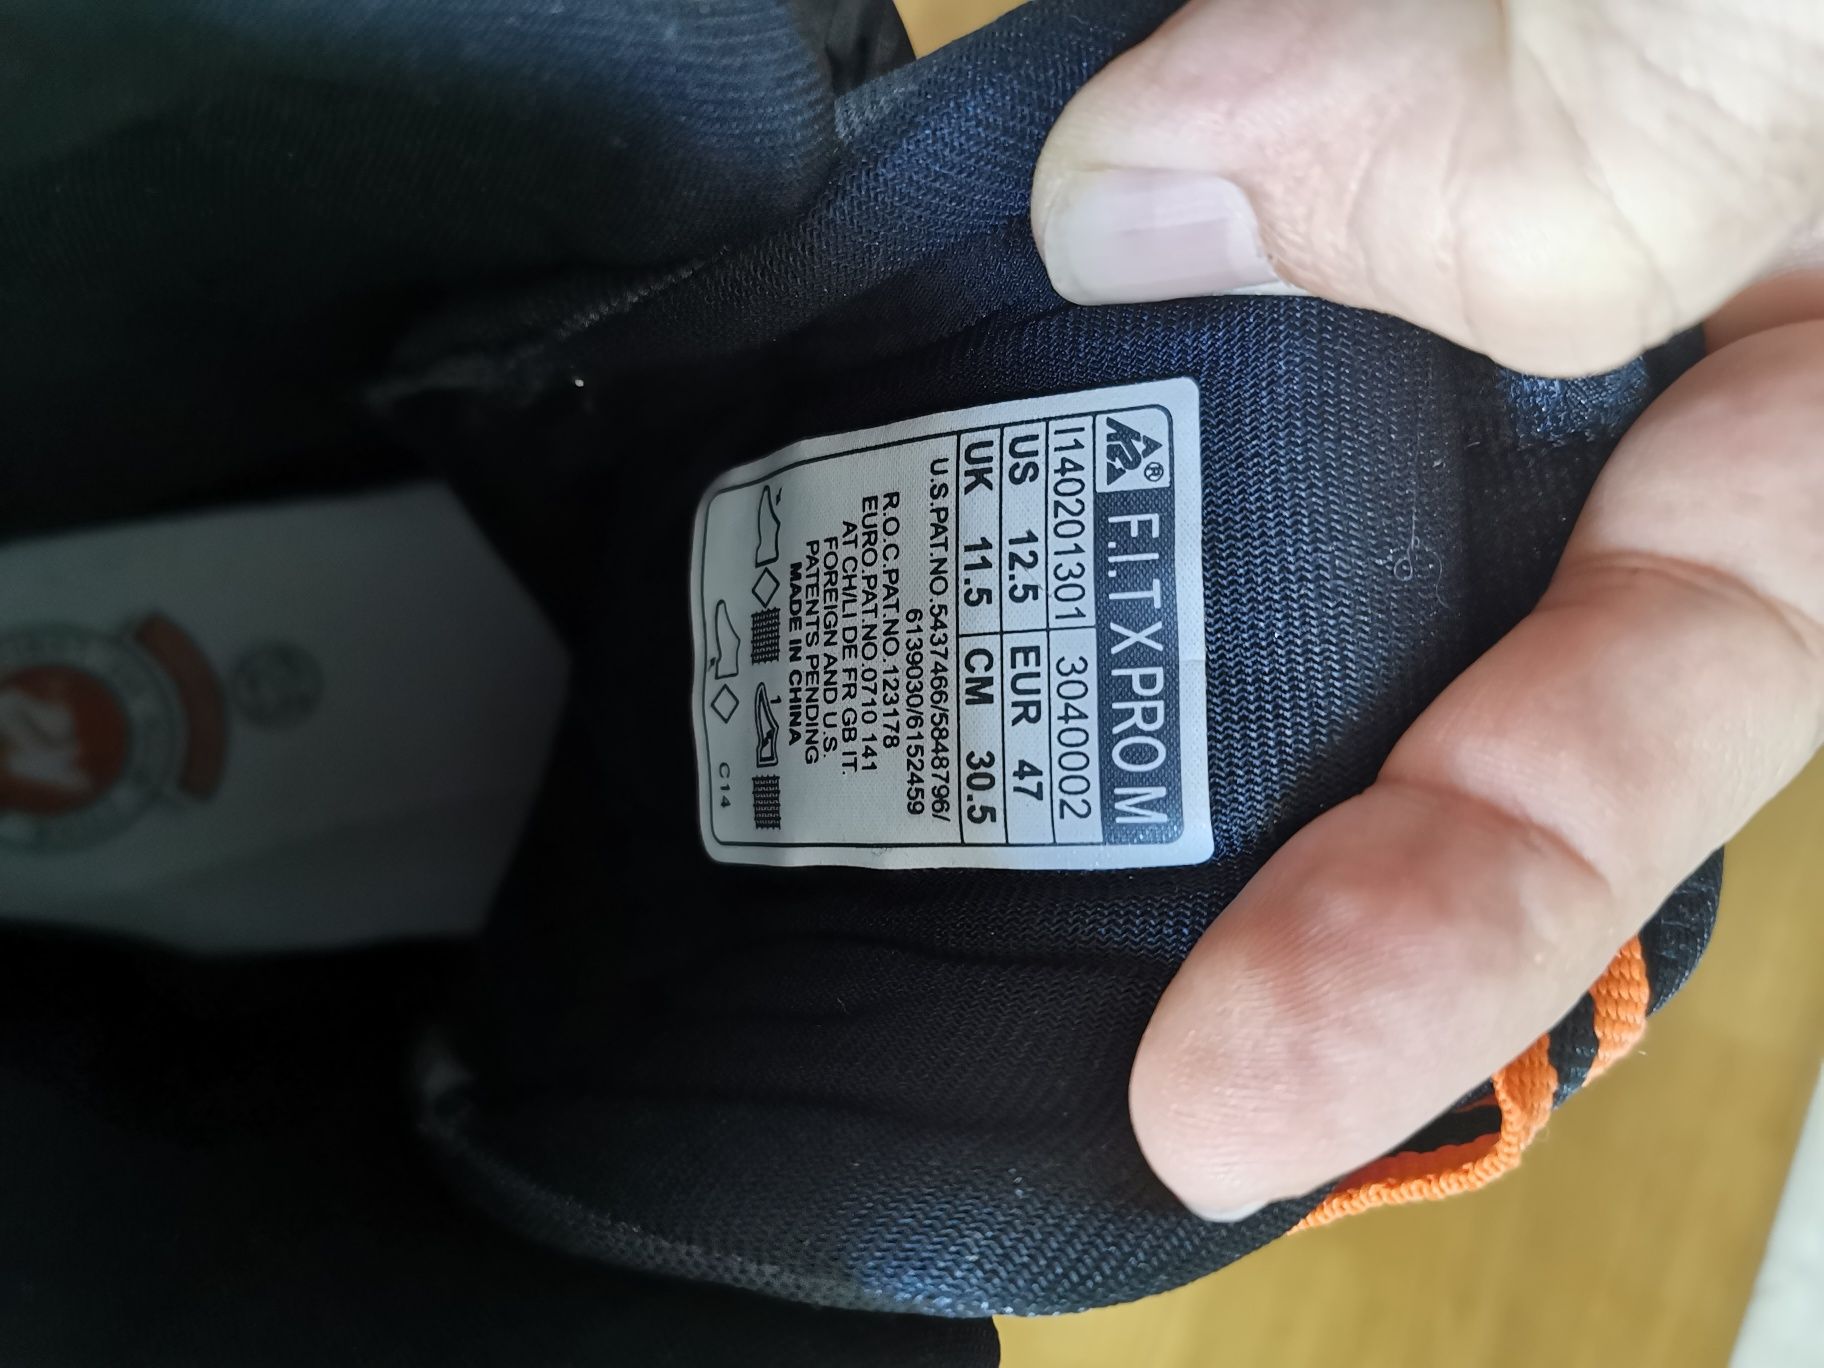 K2® F.I.T X PRO M
I140201301 3040002
US 12.5 EUR 47
UK 11.5 CM 30.5
U.S.PAT.NO.5437466/5848796/
6139030/6152459
R.O.C.PAT.NO.123178
EURO.PAT.NO.0710 141
AT CH/LI DE FR GB IT.
FOREIGN AND U.S.
PATENTS PENDING
MADE IN CHINA
1
C14